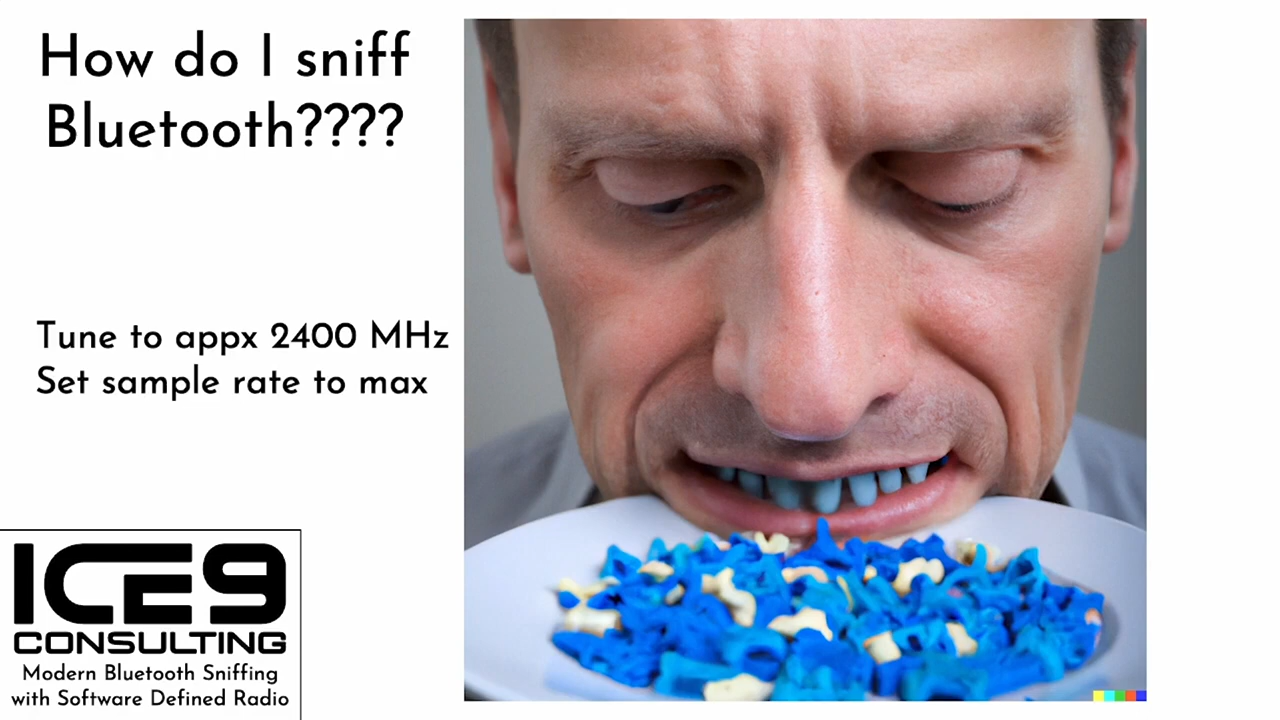 How do I sniff
Bluetooth????
Tune to appx 2400 MHz
Set sample rate to max
ICE9
CONSULTING
Modern Bluetooth Sniffing
with Software Defined Radio